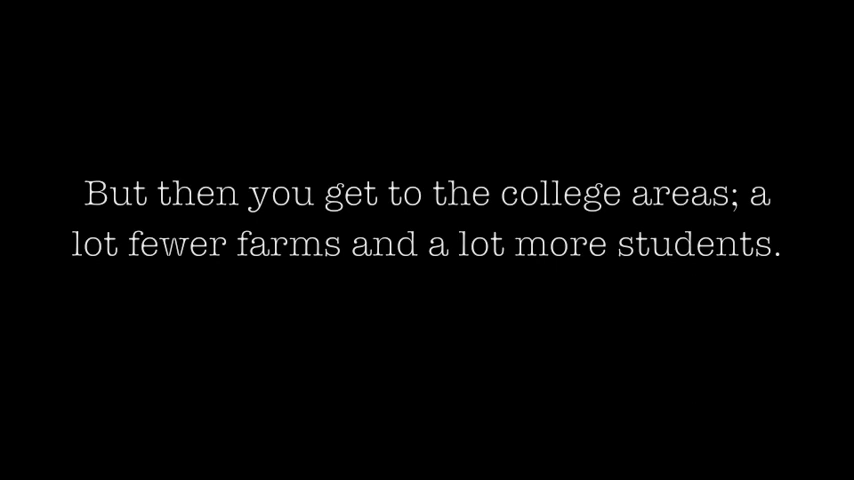 But then you get to the college areas; a
lot fewer farms and a lot more students.